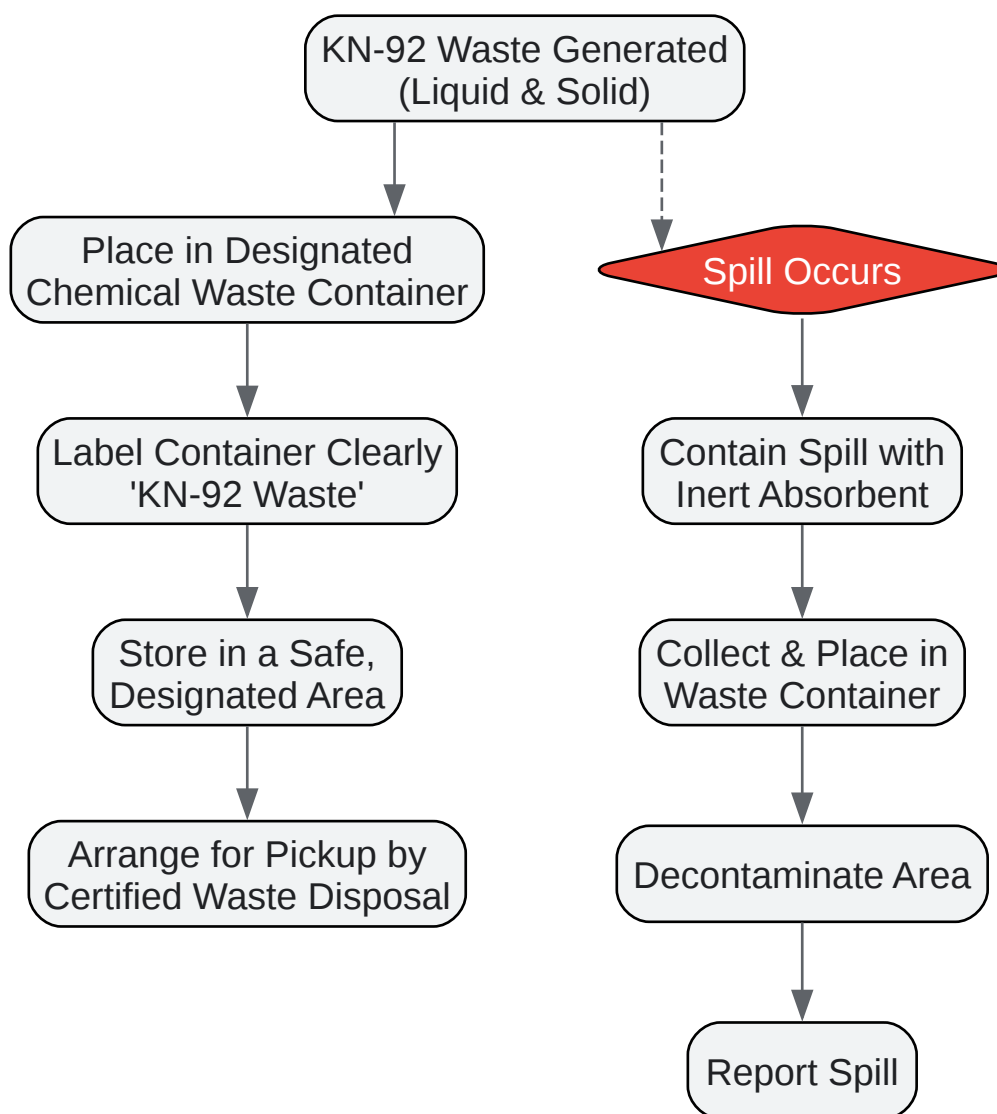 KN-92 Waste Generated
(Liquid & Solid)
Place in Designated
Chemical Waste Container
Spill Occurs
Label Container Clearly
'KN-92 Waste'
Contain Spill with
Inert Absorbent
Store in a Safe,
Designated Area
Collect & Place in
Waste Container
Arrange for Pickup by
Certified Waste Disposal
Decontaminate Area
Report Spill